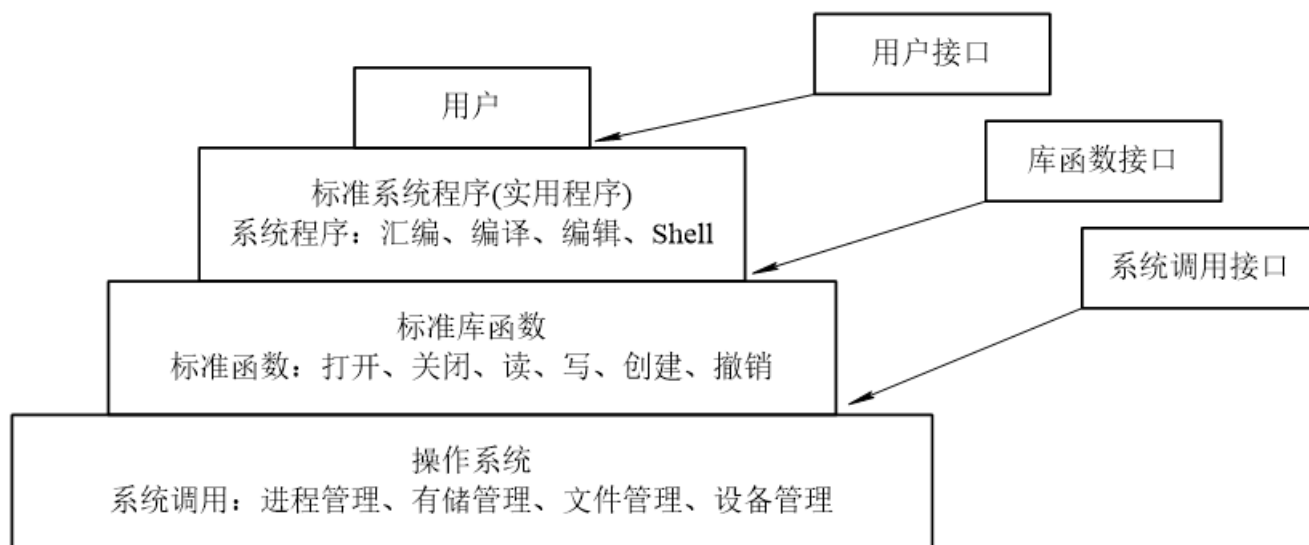 用户接口
用户
库函数接口
标准系统程序(实用程序)
系统程序：汇编、编译、编辑、Shell
系统调用接口
标准库函数
标准函数：打开、关闭、读、写、创建、撤销
操作系统
系统调用：进程管理、有储管理、文件管理、设备管理